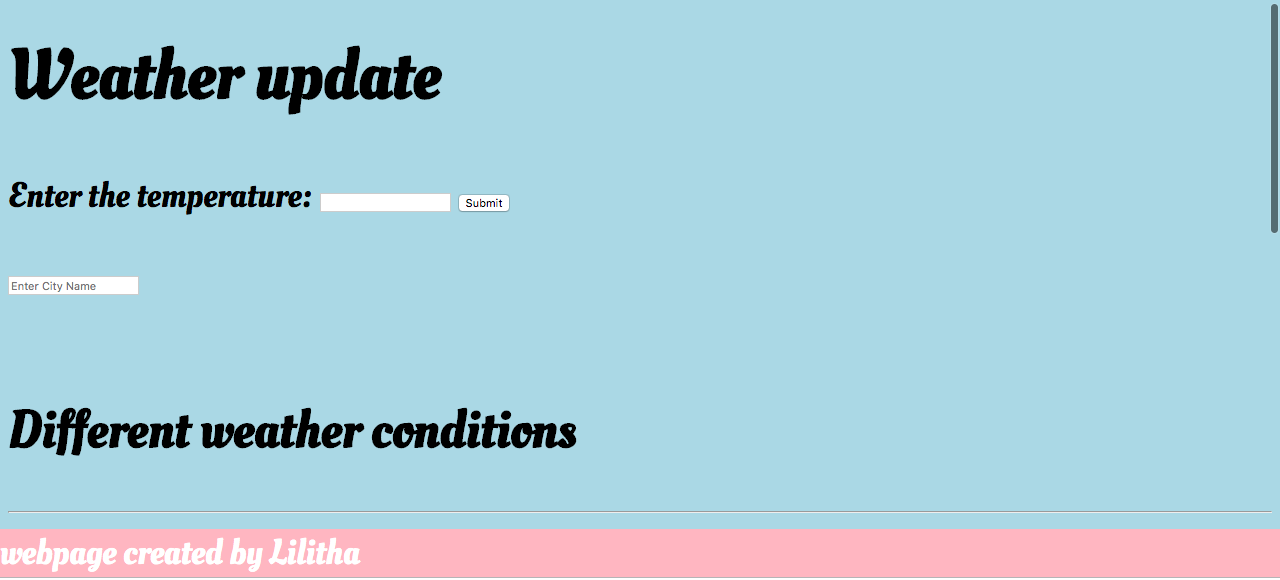 Weather update
Enter the temperature: Submit
Enter City Name
Different weather conditions
webpage created by Lilitha